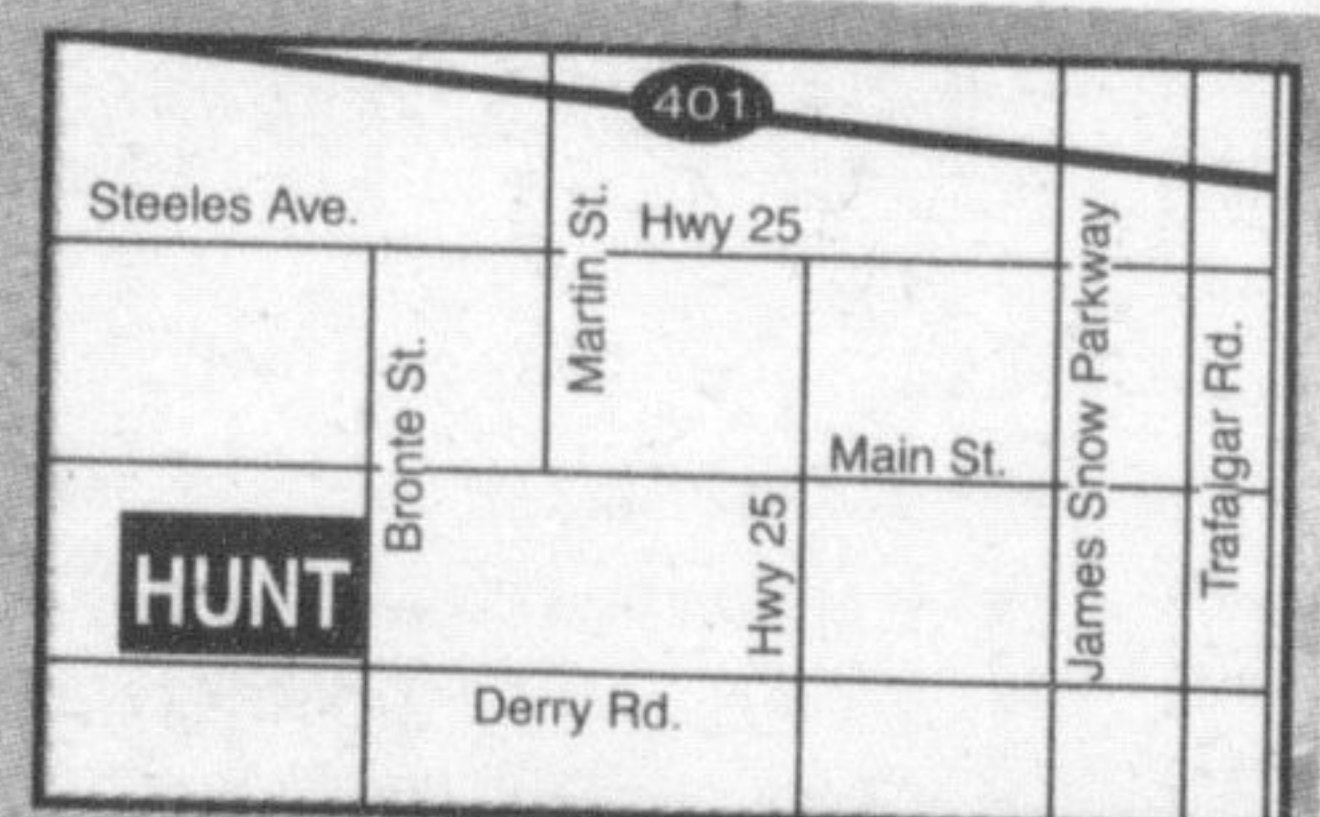 401
Steeles Ave.
Martin St.
Hwy 25
James Snow Parkway
Bronte St.
Trafalgar Rd.
Main St.
Hwy 25
HUNT
Derry Rd.